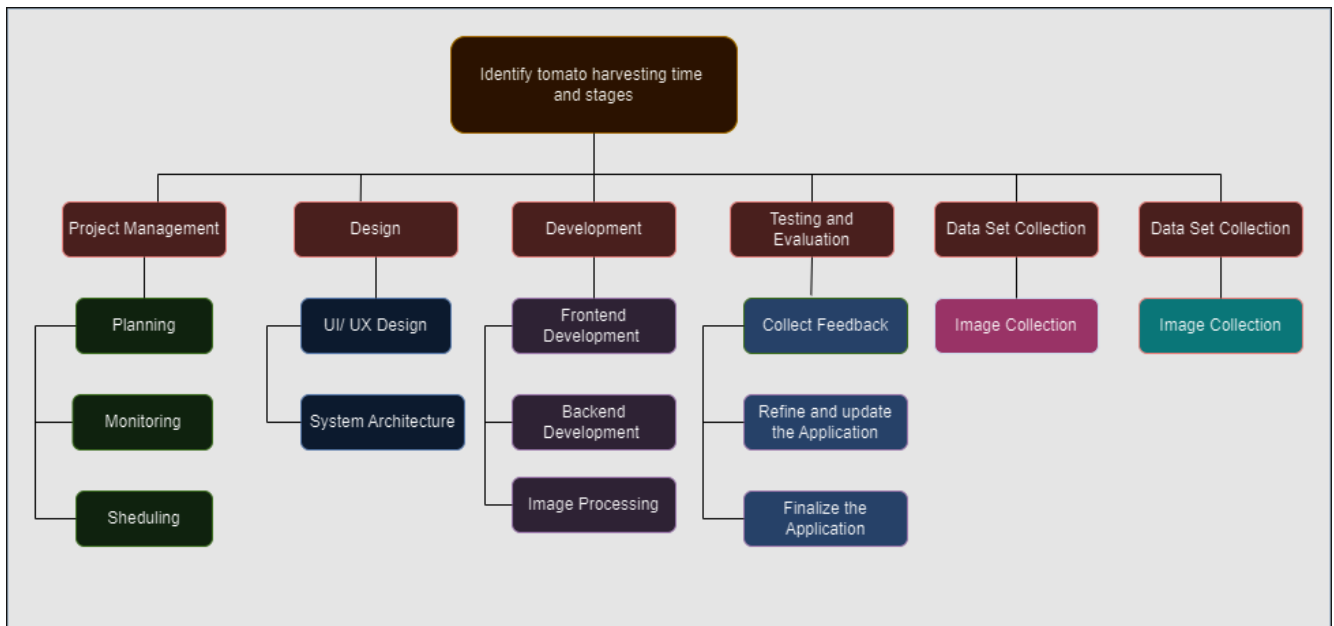 Identify tomato harvesting time
and stages
Project Management
Design
Development
Testing and
Evaluation
Data Set Collection
Data Set Collection
Planning
UI/ UX Design
Frontend
Development
Collect Feedback
Image Collection
Image Collection
Monitoring
System Architecture
Backend
Development
Refine and update
the Application
Sheduling
Image Processing
Finalize the
Application